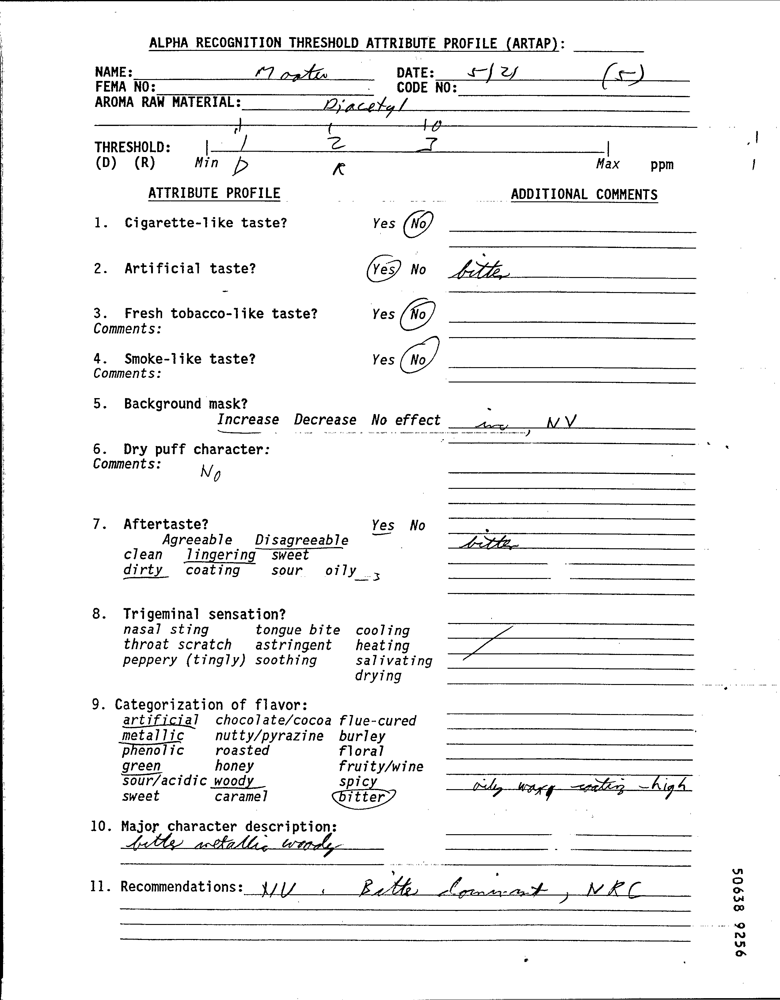 ALPHA RECOGNITION THRESHOLD ATTRIBUTE PROFILE (ARTAP):
NAME: DATE: 5/21 (5)
FEMA NO: CODE NO:
AROMA RAW MATERIAL: Diacetyl
.1 1 10
THRESHOLD: 1 2 3
(D) (R) Min D R Max ppm
ATTRIBUTE PROFILE ADDITIONAL COMMENTS
1. Cigarette-like taste? Yes No
2. Artificial taste? Yes No bitter
3. Fresh tobacco-like taste? Yes No
Comments:
4. Smoke-like taste? Yes No
Comments:
5. Background mask?
Increase Decrease No effect inc, NV
6. Dry puff character:
Comments: No
7. Aftertaste? Yes No
Agreeable Disagreeable bitter
clean lingering sweet
dirty coating sour oily 3
8. Trigeminal sensation?
nasal sting tongue bite cooling
throat scratch astringent heating
peppery (tingly) soothing salivating
drying
9. Categorization of flavor:
artificial chocolate/cocoa flue-cured
metallic nutty/pyrazine burley
phenolic roasted floral
green honey fruity/wine
sour/acidic woody spicy oily waxy coating - high
sweet caramel bitter
10. Major character description:
bitter metallic woody
11. Recommendations: NV. Bitter dominant, NRC
50638 9256